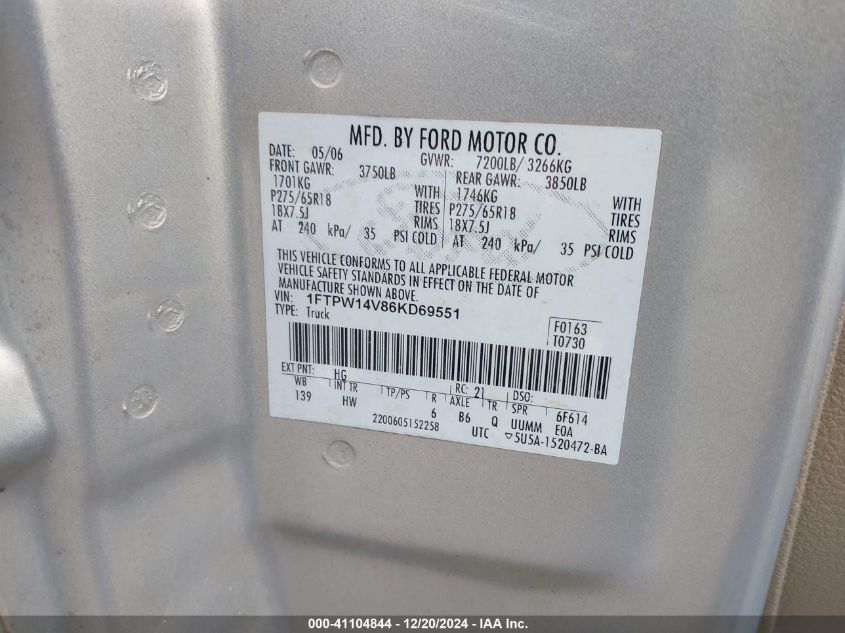 MFD. BY FORD MOTOR CO.
DATE: 05/06 GVWR: 7200LB/ 3266KG
FRONT GAWR: 3750LB REAR GAWR: 3850LB
1701KG WITH 1746KG WITH
P275/65R18 TIRES P275/65R18 TIRES
18X7.5J RIMS 18X7.5J RIMS
AT 240 kPa/ 35 PSI COLD AT 240 kPa/ 35 PSI COLD
THIS VEHICLE CONFORMS TO ALL APPLICABLE FEDERAL MOTOR
VEHICLE SAFETY STANDARDS IN EFFECT ON THE DATE OF
MANUFACTURE SHOWN ABOVE.
VIN: 1FTPW14V86KD69551
TYPE: Truck
F0163
T0730
EXT PNT: HG RC: 21 DSO:
WB INT TR TP/PS R AXLE TR SPR 6F614
139 HW 6 B6 Q UUMM EOA
2200605152258 UTC ▽5U5A-1520472-BA
000-41104844 - 12/20/2024 - IAA Inc.